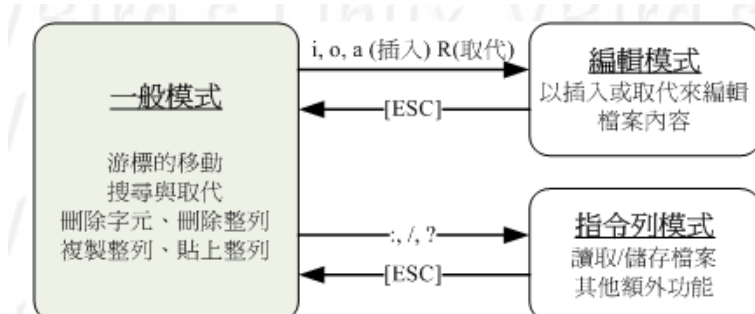 一般模式
游標的移動
搜尋與取代
刪除字元、刪除整列
複製整列、貼上整列
i, o, a (插入) R(取代)
[ESC]
編輯模式
以插入或取代來編輯
檔案內容
:, /, ?
[ESC]
指令列模式
讀取/儲存檔案
其他額外功能